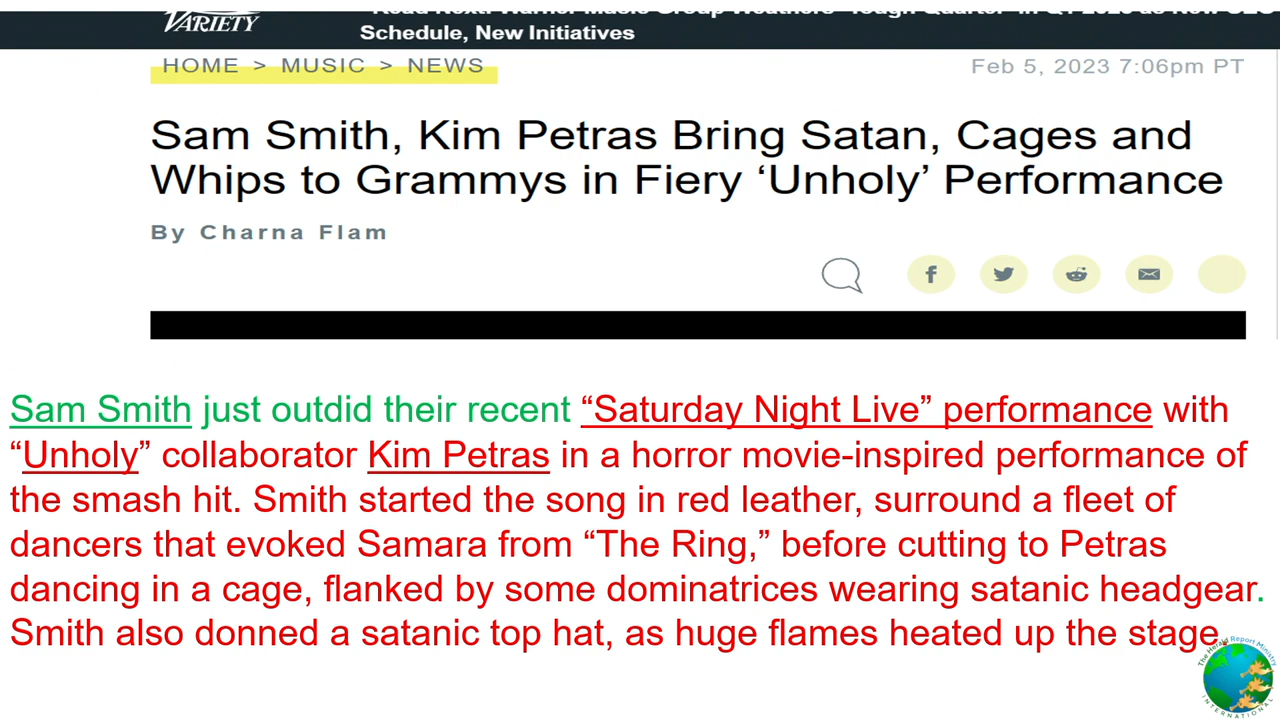 VARIETY
Schedule, New Initiatives
HOME > MUSIC > NEWS
Feb 5, 2023 7:06pm PT
Sam Smith, Kim Petras Bring Satan, Cages and
Whips to Grammys in Fiery ‘Unholy’ Performance
By Charna Flam
Sam Smith just outdid their recent “Saturday Night Live” performance with
“Unholy” collaborator Kim Petras in a horror movie-inspired performance of
the smash hit. Smith started the song in red leather, surround a fleet of
dancers that evoked Samara from “The Ring,” before cutting to Petras
dancing in a cage, flanked by some dominatrices wearing satanic headgear.
Smith also donned a satanic top hat, as huge flames heated up the stage.
The Herald Report Ministry
INTERNATIONAL